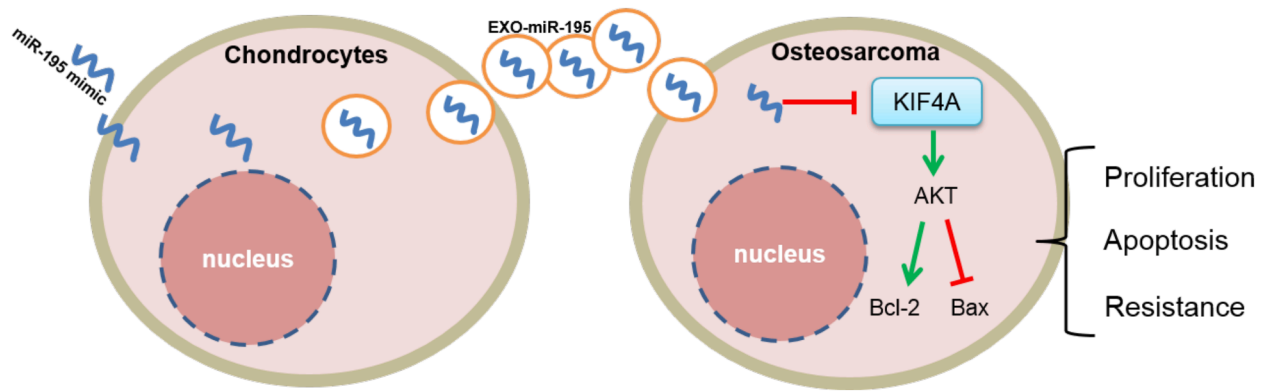 miR-195 mimic
Chondrocytes
nucleus
EXO-miR-195
Osteosarcoma
KIF4A
AKT
Bcl-2
Bax
nucleus
Proliferation
Apoptosis
Resistance